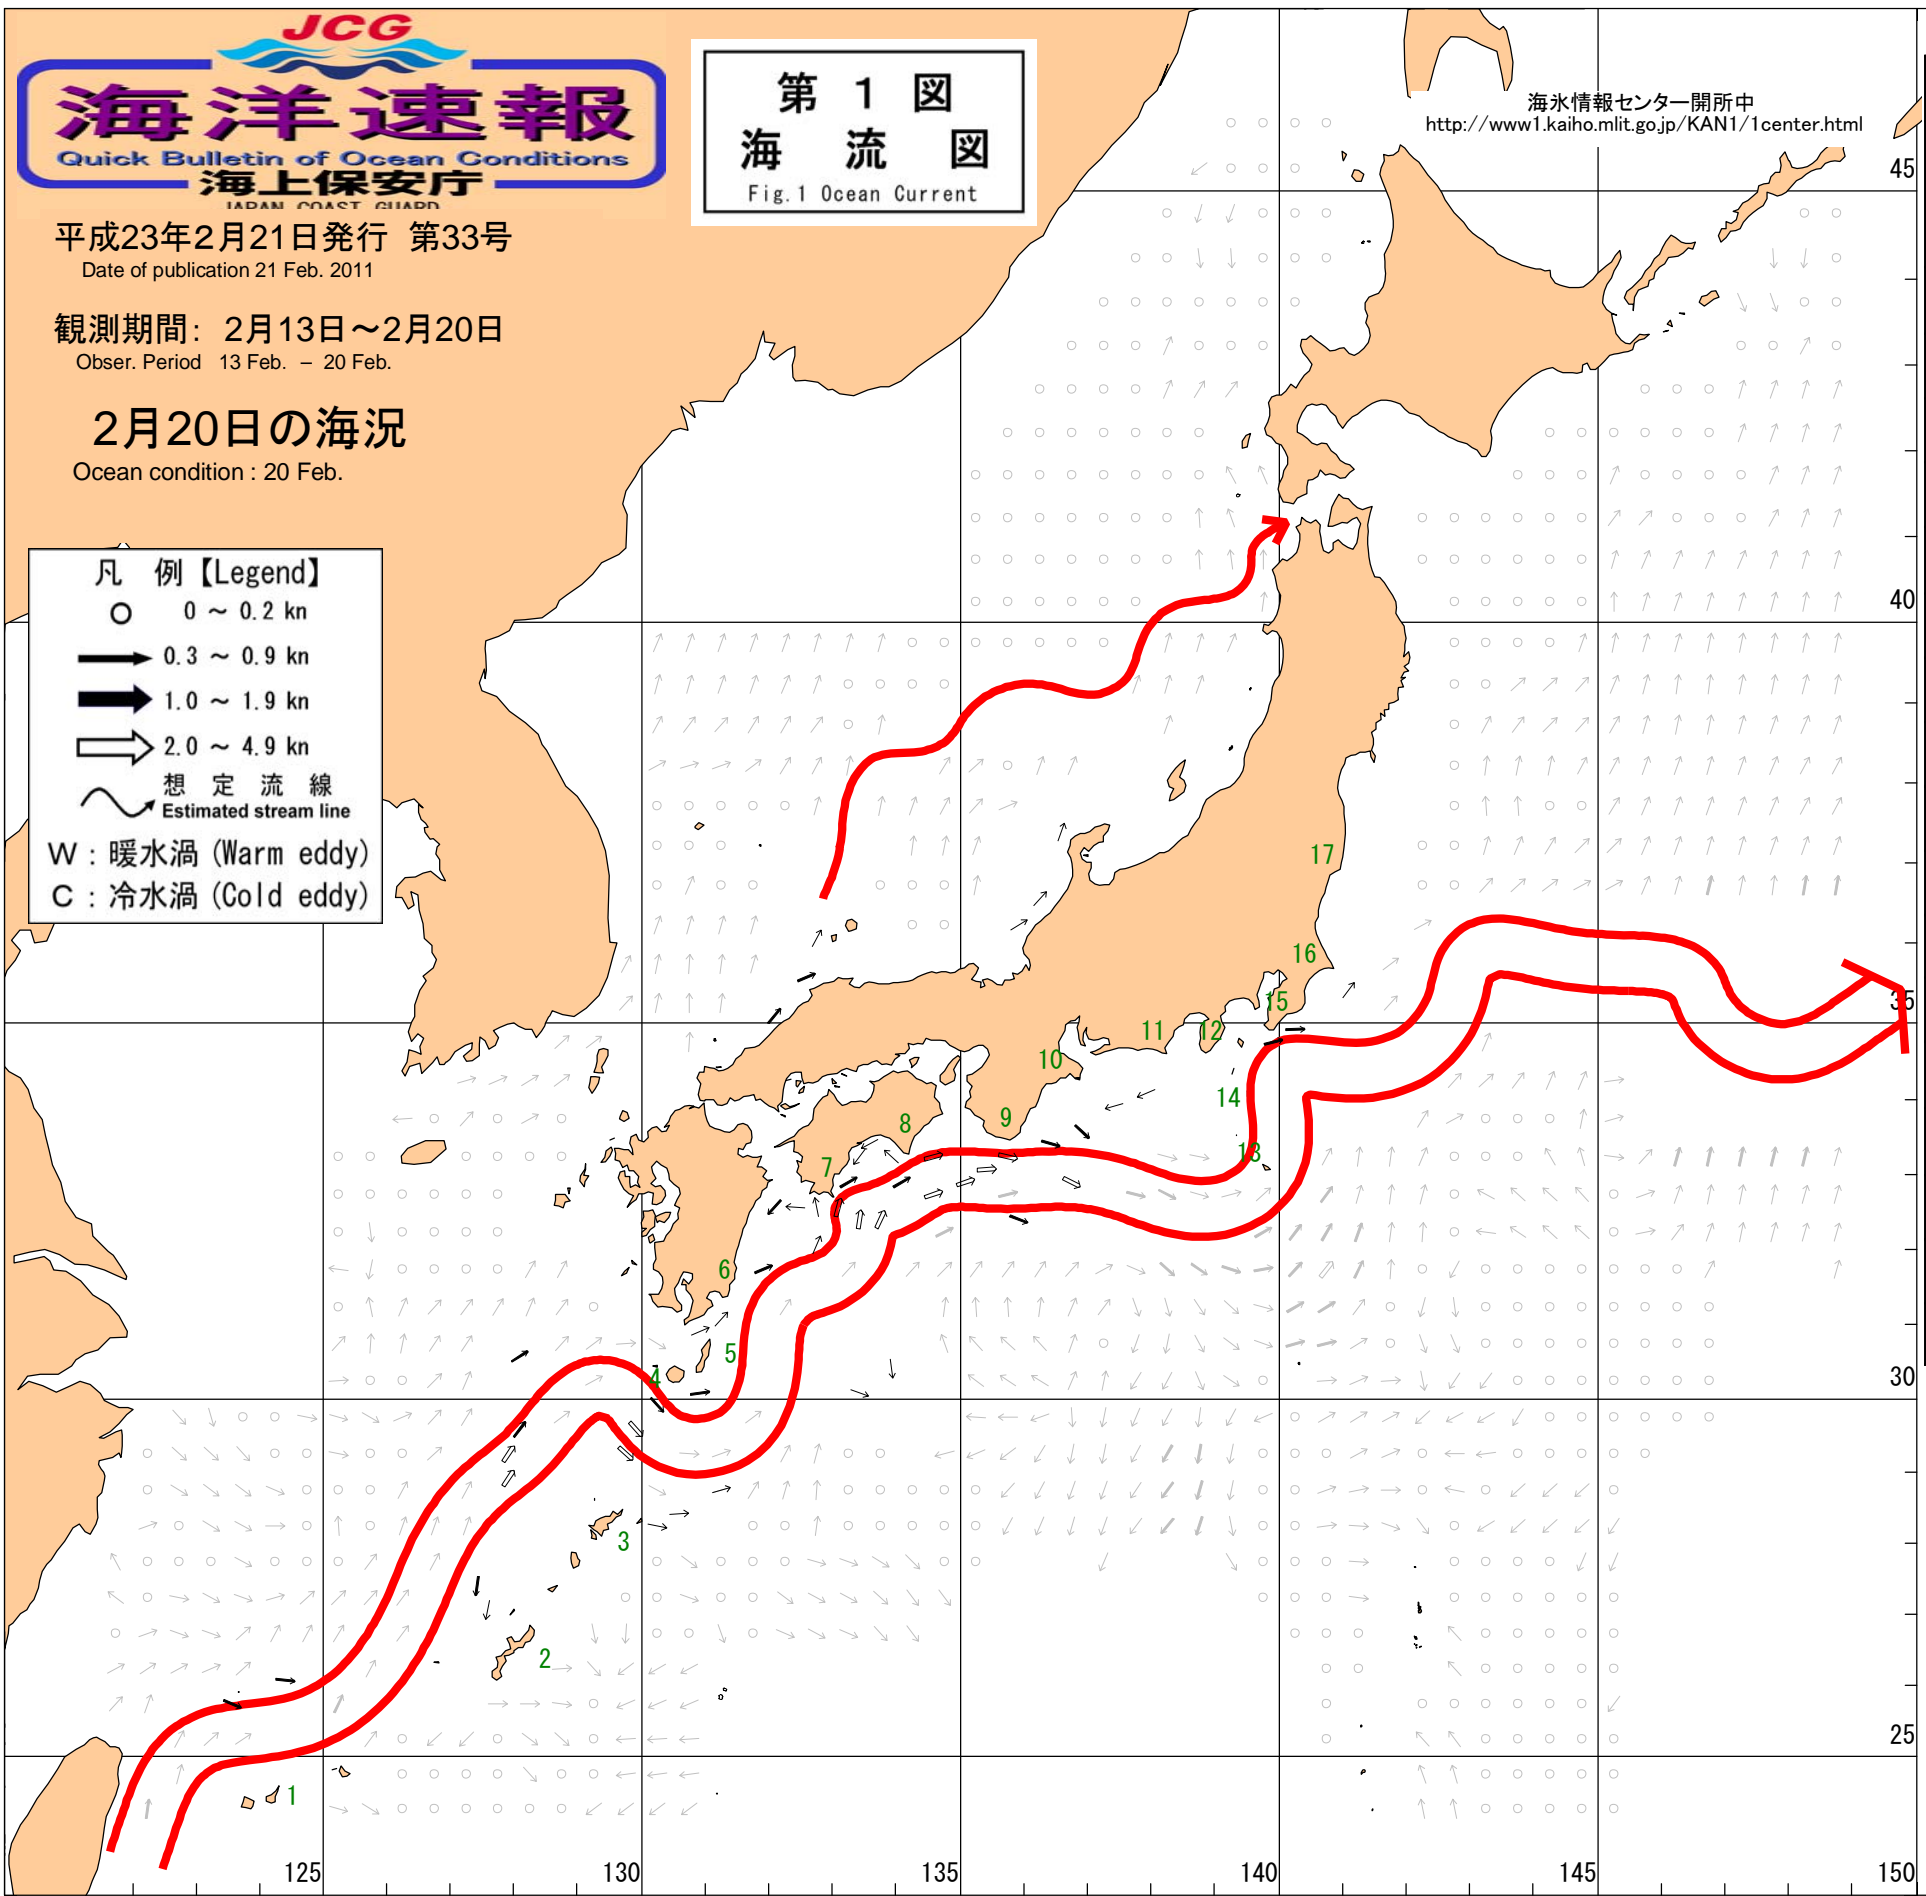 JCG
海洋速報
Quick Bulletin of Ocean Conditions
海上保安庁
JAPAN COAST GUARD
第 1 図
海 流 図
Fig.1 Ocean Current
海氷情報センター開所中
http://www1.kaiho.mlit.go.jp/KAN1/1center.html
平成23年2月21日発行 第33号
Date of publication 21 Feb. 2011
観測期間: 2月13日～2月20日
Obser. Period 13 Feb. – 20 Feb.
2月20日の海況
Ocean condition : 20 Feb.
凡 例【Legend】
0 ～ 0.2 kn
0.3 ～ 0.9 kn
1.0 ～ 1.9 kn
2.0 ～ 4.9 kn
想 定 流 線
Estimated stream line
W : 暖水渦 (Warm eddy)
C : 冷水渦 (Cold eddy)
45
40
35
30
25
17
16
15
12
11
10
14
9
8
13
7
6
5
4
3
2
1
125
130
135
140
145
150